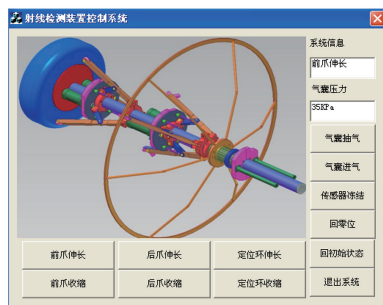 射线检测装置控制系统
系统信息
前爪伸长
气囊压力
35KPa
气囊抽气
气囊进气
传感器冻结
回零位
前爪伸长 后爪伸长 定位环伸长 回初始状态
前爪收缩 后爪收缩 定位环收缩 退出系统